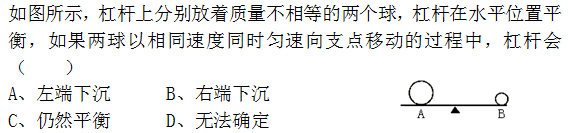 如图所示，杠杆上分别放着质量不相等的两个球，杠杆在水平位置平
衡，如果两球以相同速度同时匀速向支点移动的过程中，杠杆会
（　　）
A、左端下沉　　B、右端下沉
C、仍然平衡　　D、无法确定
A　　B